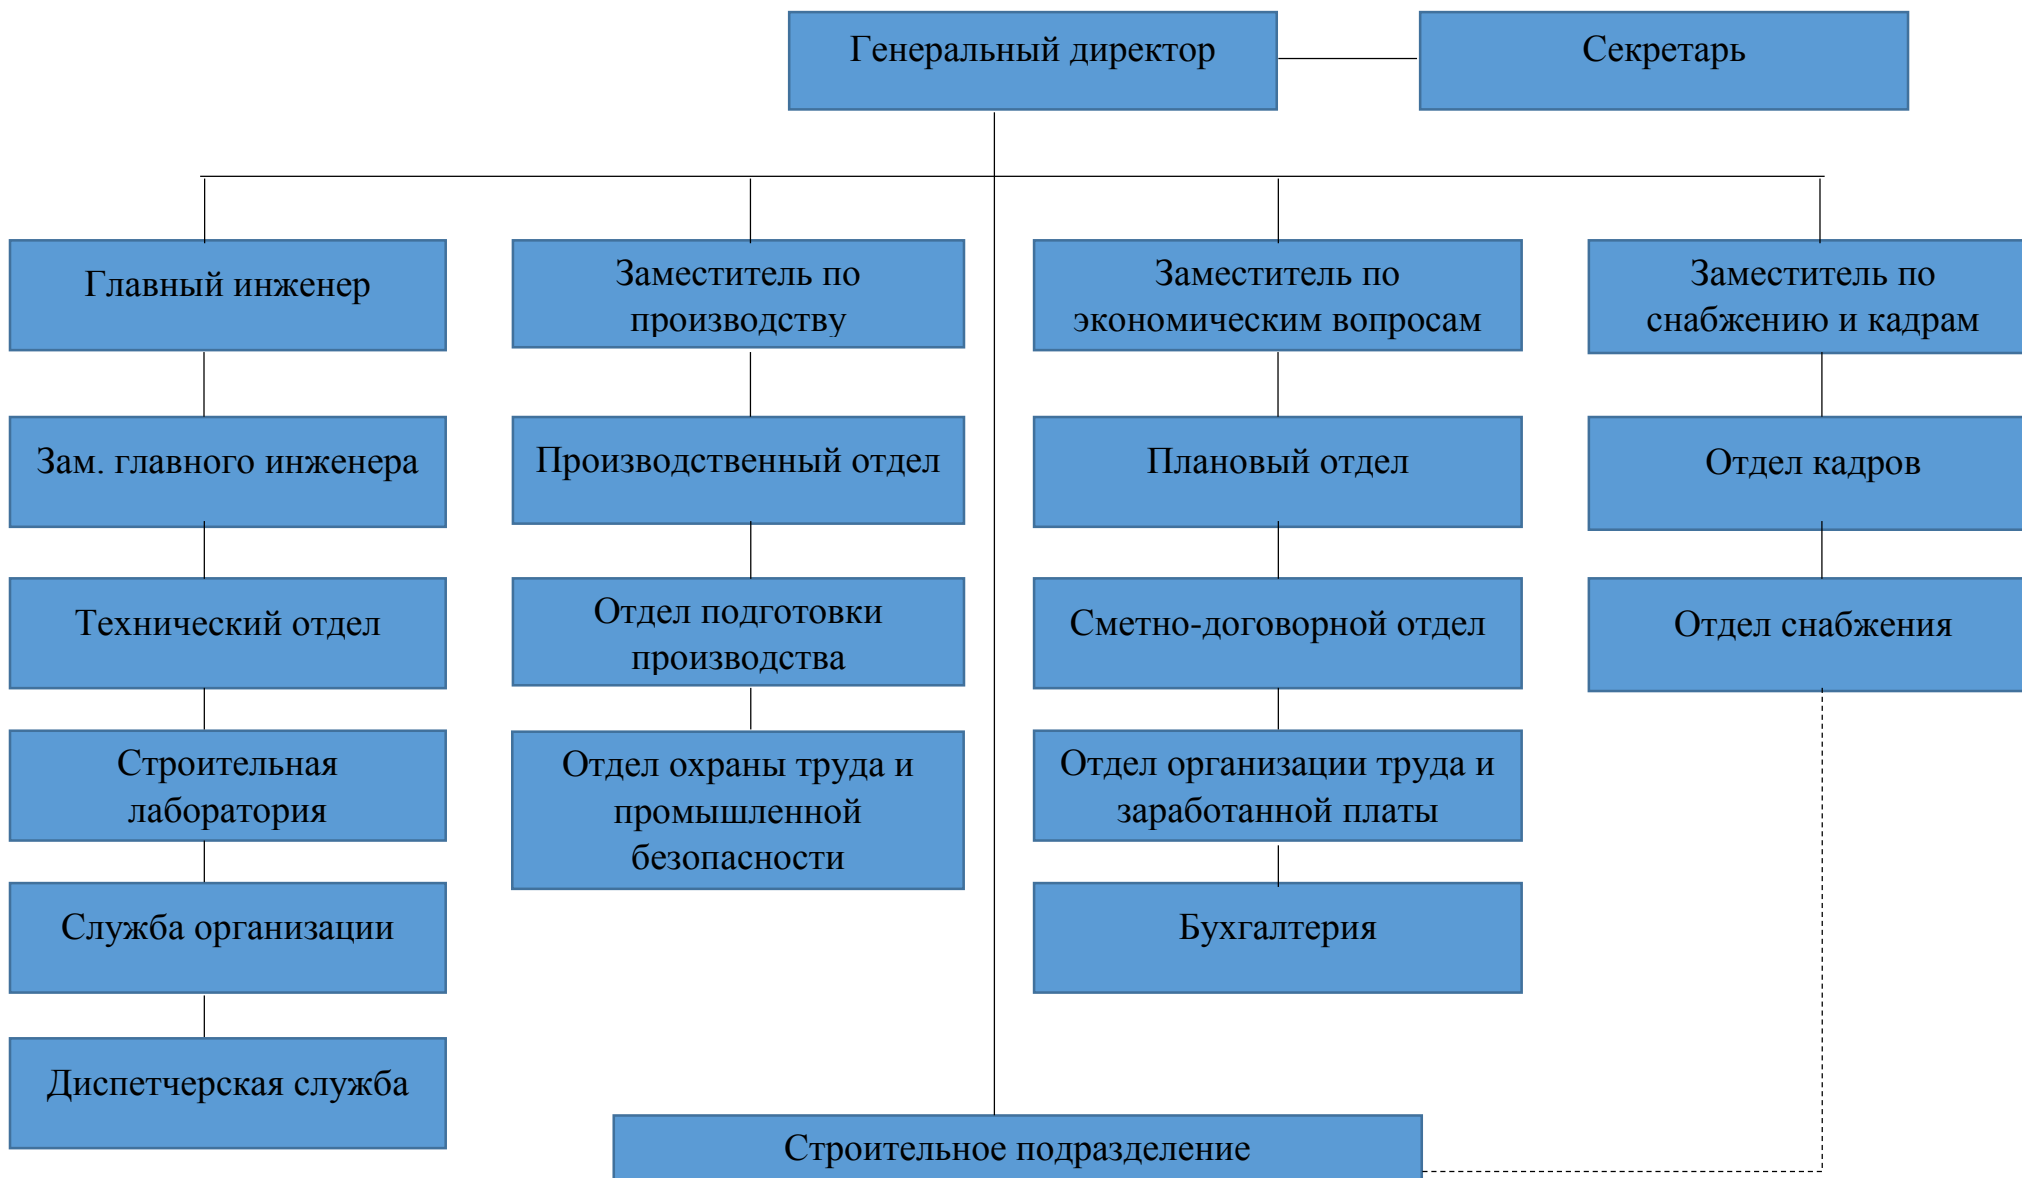 Генеральный директор
Секретарь
Главный инженер
Заместитель по
производству
Заместитель по
экономическим вопросам
Заместитель по
снабжению и кадрам
Зам. главного инженера
Производственный отдел
Плановый отдел
Отдел кадров
Технический отдел
Отдел подготовки
производства
Сметно-договорной отдел
Отдел снабжения
Строительная
лаборатория
Отдел охраны труда и
промышленной
безопасности
Отдел организации труда и
заработанной платы
Служба организации
Бухгалтерия
Диспетчерская служба
Строительное подразделение